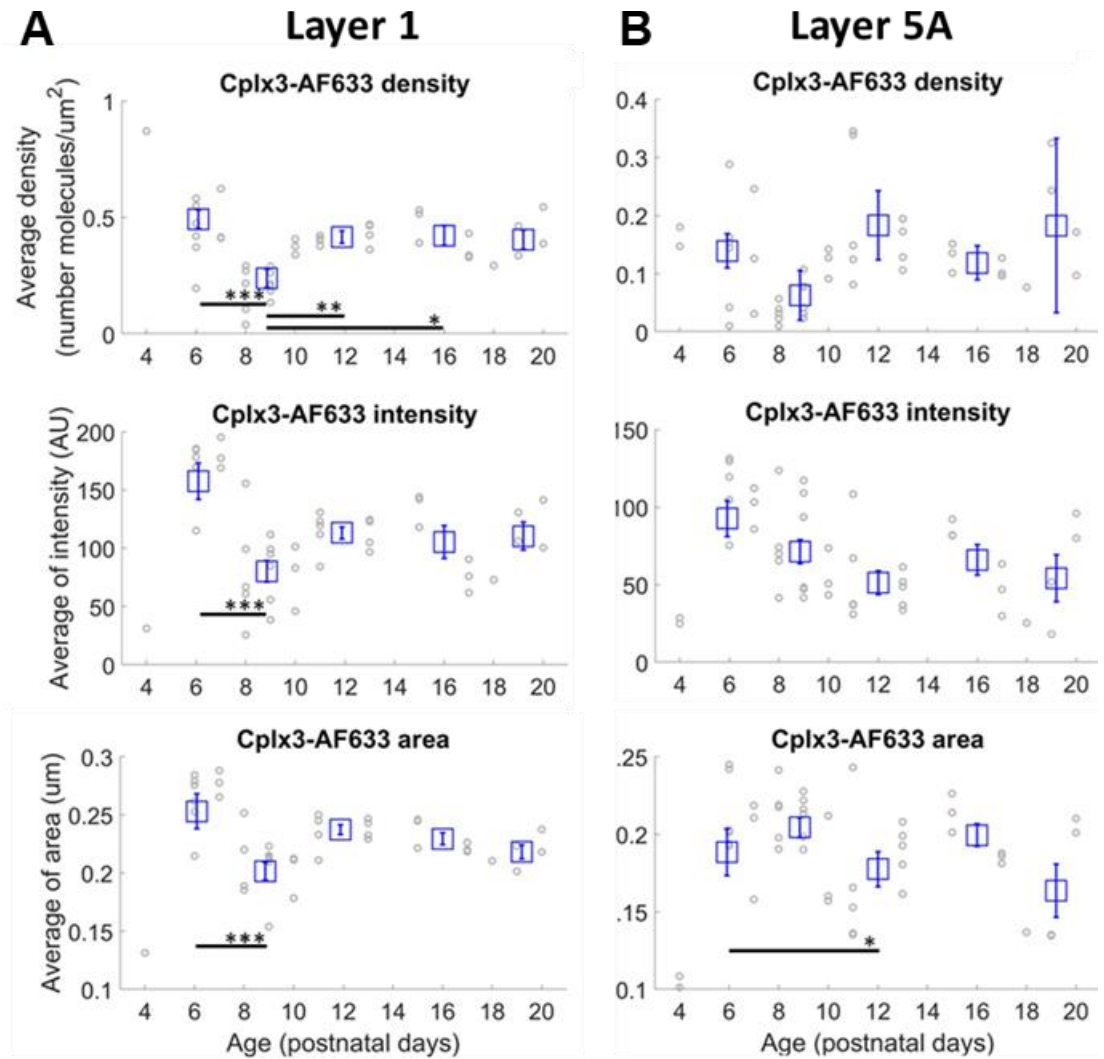 A Layer 1
B Layer 5A
Cplx3-AF633 density
Average density
(number molecules/um²)
1
0.5
0
4 6 8 10 12 14 16 18 20
***
**
*
Cplx3-AF633 density
0.4
0.3
0.2
0.1
0
4 6 8 10 12 14 16 18 20
Cplx3-AF633 intensity
Average of intensity (AU)
200
150
100
50
0
4 6 8 10 12 14 16 18 20
***
Cplx3-AF633 intensity
150
100
50
0
4 6 8 10 12 14 16 18 20
Cplx3-AF633 area
Average of area (um)
0.3
0.25
0.2
0.15
0.1
4 6 8 10 12 14 16 18 20
***
Age (postnatal days)
Cplx3-AF633 area
.25
0.2
.15
0.1
4 6 8 10 12 14 16 18 20
*
Age (postnatal days)